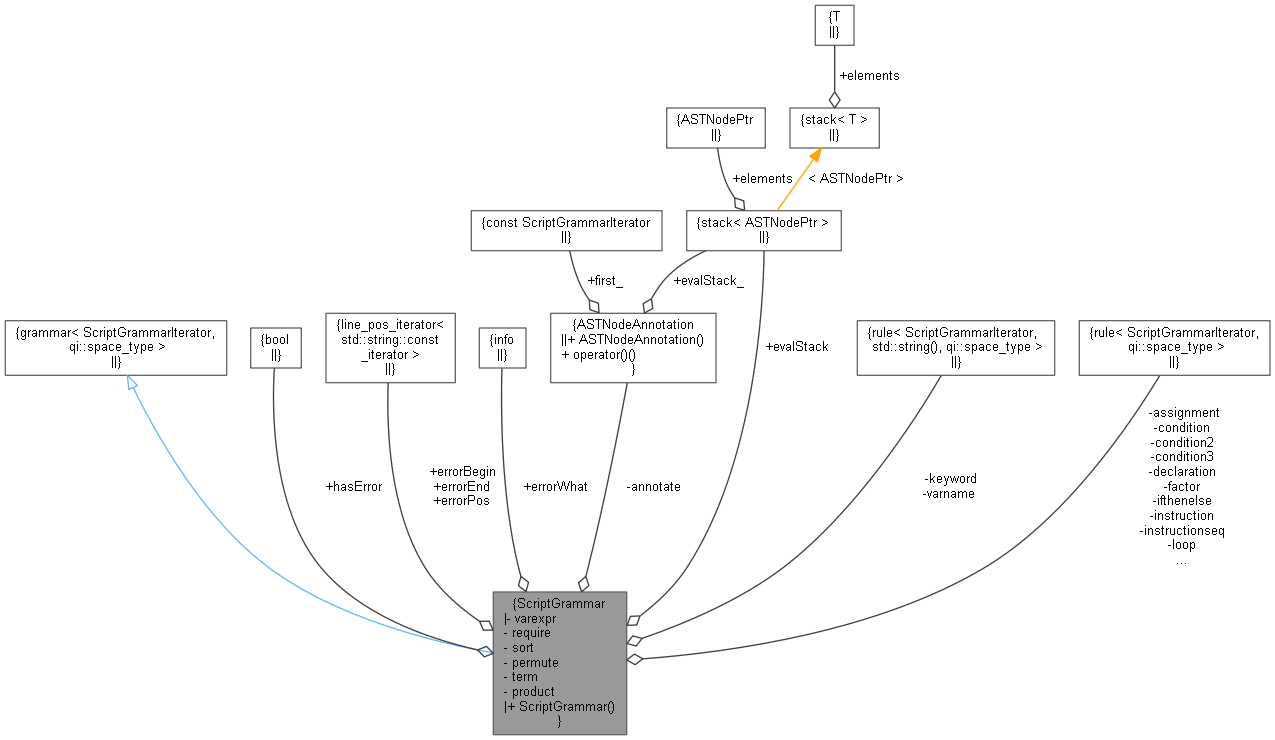 {T
||}
+elements
{ASTNodePtr
||}
{stack< T >
||}
+elements
< ASTNodePtr >
{const ScriptGrammarIterator
||}
{stack< ASTNodePtr >
||}
+first_
+evalStack_
{grammar< ScriptGrammarIterator,
qi::space_type >
||}
{bool
||}
{line_pos_iterator<
std::string::const
_iterator >
||}
{info
||}
{ASTNodeAnnotation
||+ ASTNodeAnnotation()
+ operator()()
}
+evalStack
{rule< ScriptGrammarIterator,
std::string(), qi::space_type >
||}
{rule< ScriptGrammarIterator,
qi::space_type >
||}
+hasError
+errorBegin
+errorEnd
+errorPos
+errorWhat
-annotate
-keyword
-varname
-assignment
-condition
-condition2
-condition3
-declaration
-factor
-ifthenelse
-instruction
-instructionseq
-loop
...
{ScriptGrammar
|- varexpr
- require
- sort
- permute
- term
- product
|+ ScriptGrammar()
}